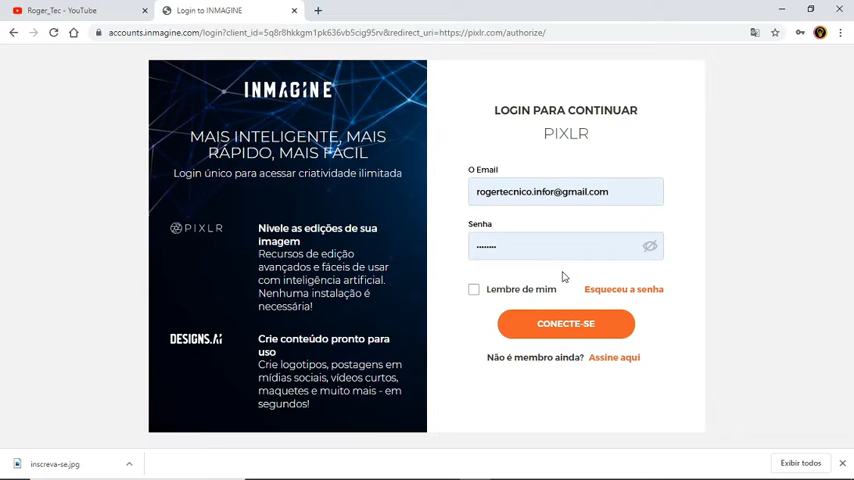 Roger_Tec - YouTube
Login to INMAGINE
accounts.inmagine.com/login?client_id=5q8r8hkkgm1pk636vb5cig95rv&redirect_uri=https://pixlr.com/authorize/
INMAGINE
MAIS INTELIGENTE, MAIS
RÁPIDO, MAIS FÁCIL
Login único para acessar criatividade ilimitada
PIXLR
Nivele as edições de sua
imagem
Recursos de edição
avançados e fáceis de usar
com inteligência artificial.
Nenhuma instalação é
necessária!
DESIGNS.AI
Crie conteúdo pronto para
uso
Crie logotipos, postagens em
mídias sociais, vídeos curtos,
maquetes e muito mais - em
segundos!
LOGIN PARA CONTINUAR
PIXLR
O Email
rogertecnico.infor@gmail.com
Senha
••••••••
Lembre de mim
Esqueceu a senha
CONECTE-SE
Não é membro ainda? Assine aqui
inscreva-se.jpg
Exibir todos